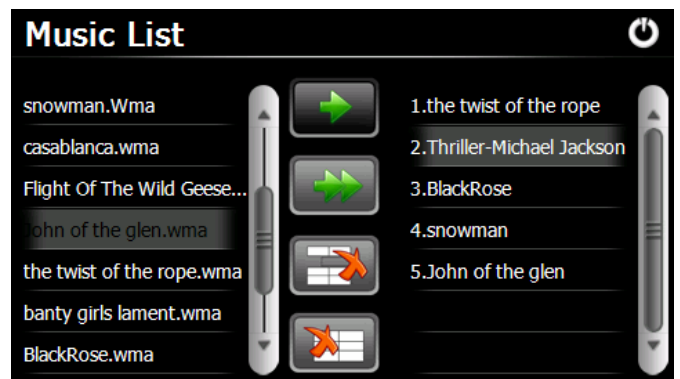 Music List
snowman.Wma
casablanca.wma
Flight Of The Wild Geese...
John of the glen.wma
the twist of the rope.wma
banty girls lament.wma
BlackRose.wma
1.the twist of the rope
2.Thriller-Michael Jackson
3.BlackRose
4.snowman
5.John of the glen